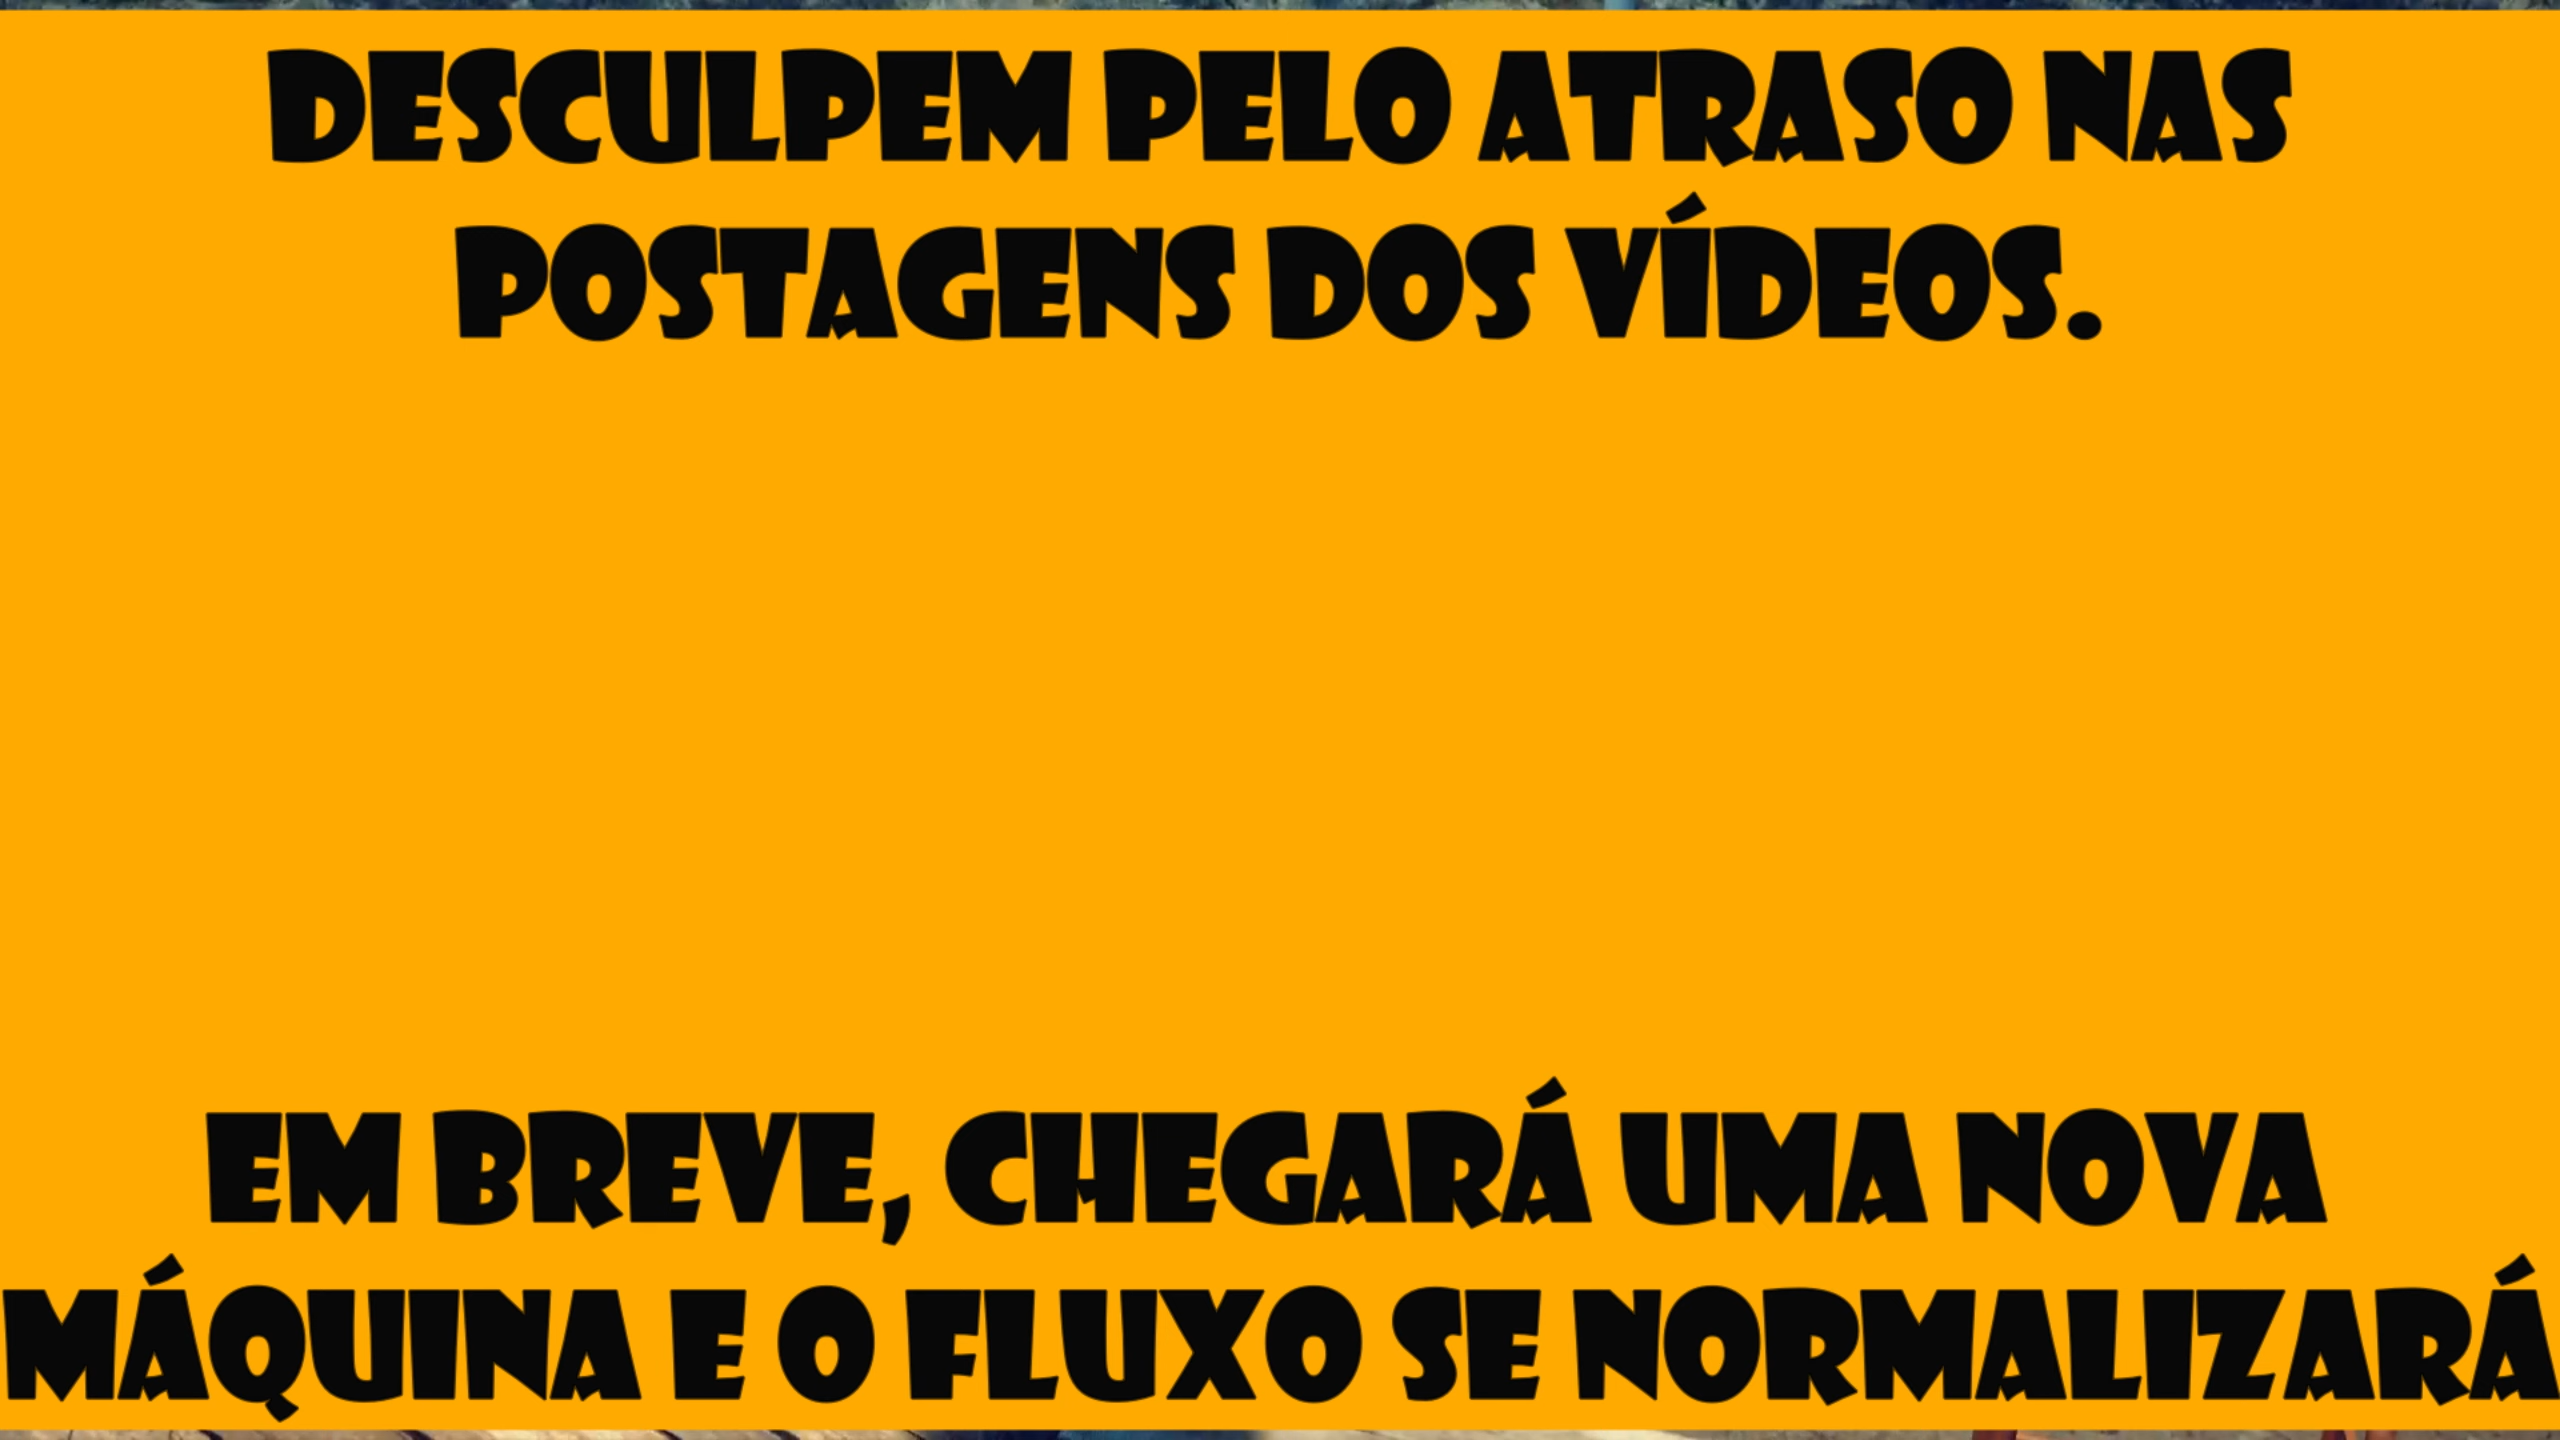 DESCULPEM PELO ATRASO NAS
POSTAGENS DOS VÍDEOS.
EM BREVE, CHEGARÁ UMA NOVA
MÁQUINA E O FLUXO SE NORMALIZARÁ